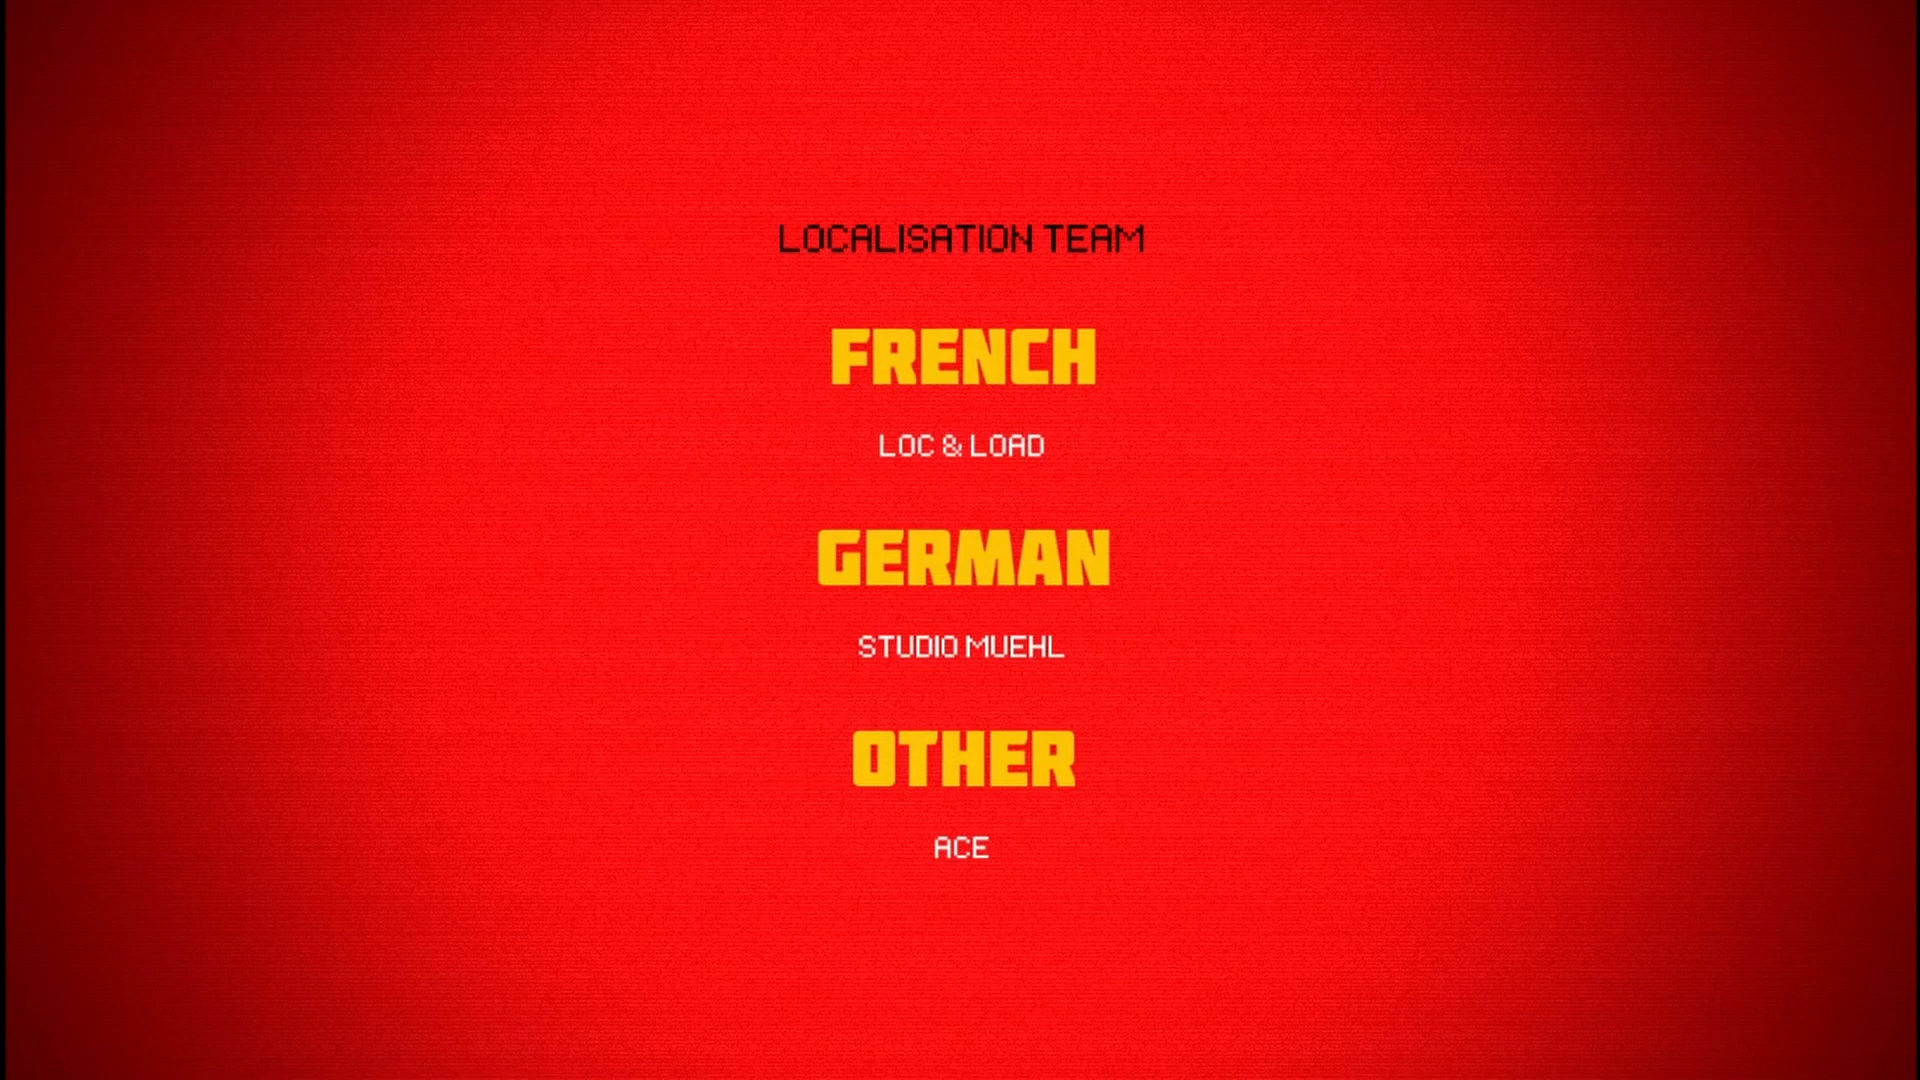 LOCALISATION TEAM
FRENCH
LOC & LOAD
GERMAN
STUDIO MUEHL
OTHER
ACE